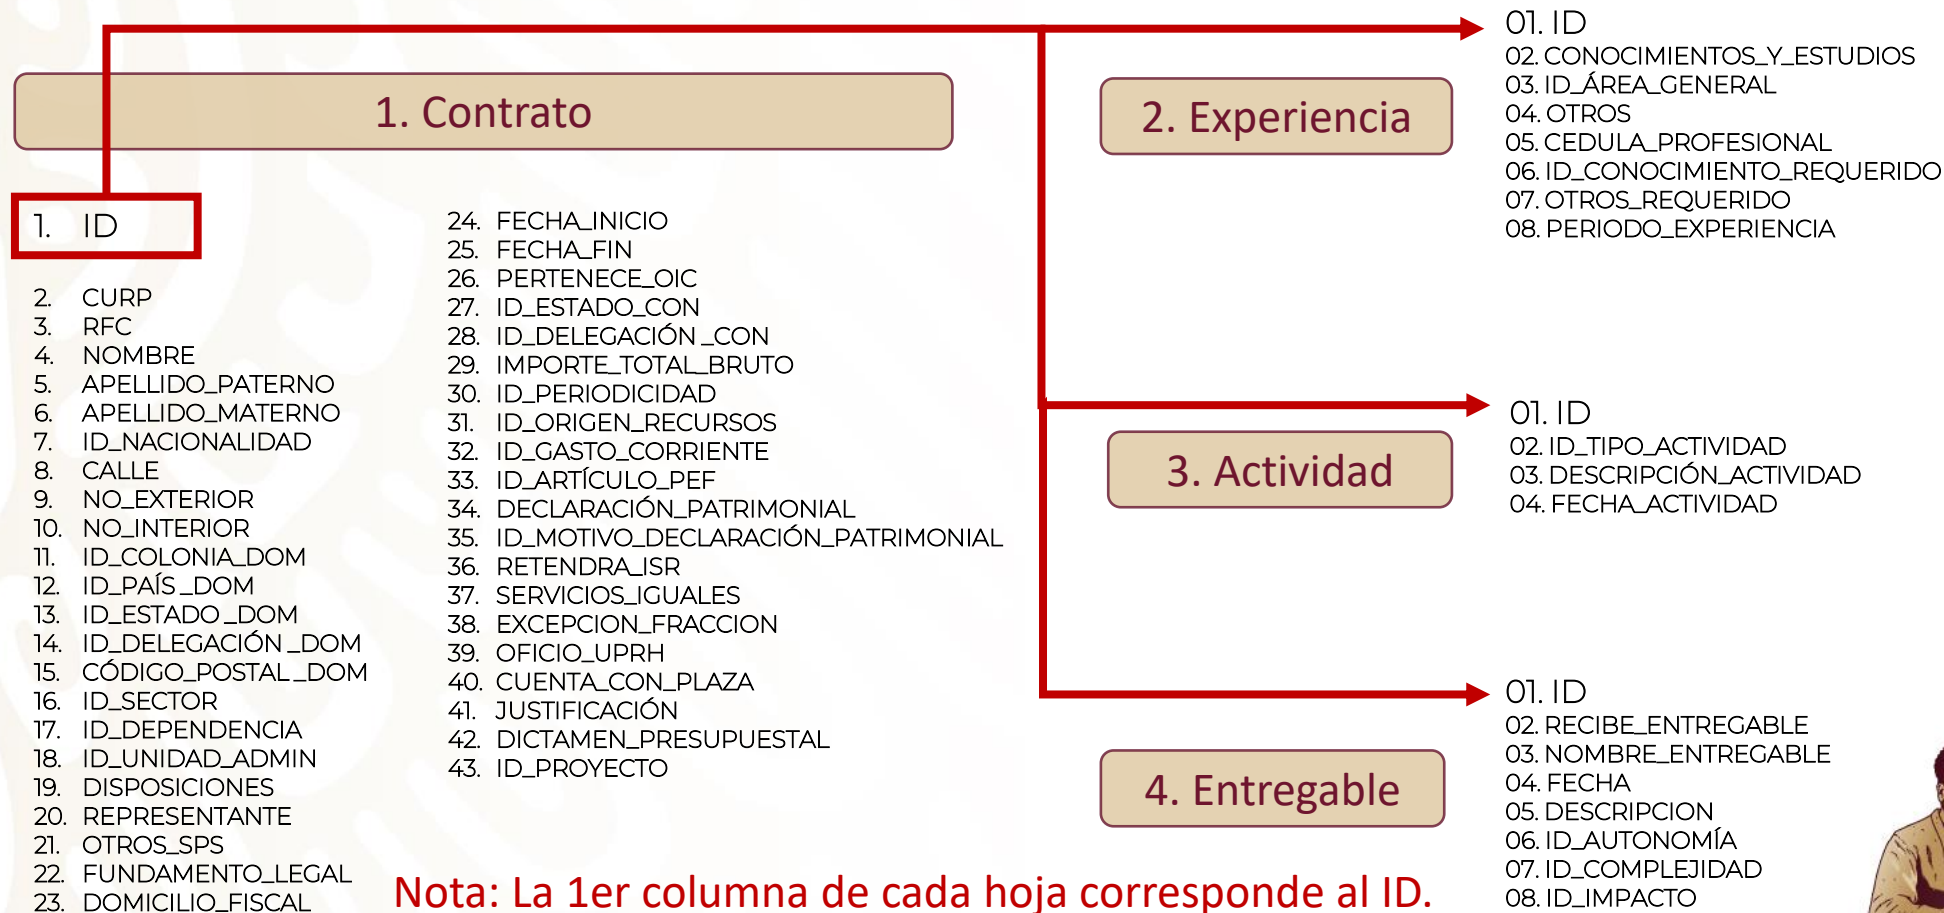 1. Contrato
1. ID
2. CURP
3. RFC
4. NOMBRE
5. APELLIDO_PATERNO
6. APELLIDO_MATERNO
7. ID_NACIONALIDAD
8. CALLE
9. NO_EXTERIOR
10. NO_INTERIOR
11. ID_COLONIA_DOM
12. ID_PAÍS_DOM
13. ID_ESTADO_DOM
14. ID_DELEGACIÓN_DOM
15. CÓDIGO_POSTAL_DOM
16. ID_SECTOR
17. ID_DEPENDENCIA
18. ID_UNIDAD_ADMIN
19. DISPOSICIONES
20. REPRESENTANTE
21. OTROS_SPS
22. FUNDAMENTO_LEGAL
23. DOMICILIO_FISCAL
24. FECHA_INICIO
25. FECHA_FIN
26. PERTENECE_OIC
27. ID_ESTADO_CON
28. ID_DELEGACIÓN_CON
29. IMPORTE_TOTAL_BRUTO
30. ID_PERIODICIDAD
31. ID_ORIGEN_RECURSOS
32. ID_GASTO_CORRIENTE
33. ID_ARTÍCULO_PEF
34. DECLARACIÓN_PATRIMONIAL
35. ID_MOTIVO_DECLARACIÓN_PATRIMONIAL
36. RETENDRA_ISR
37. SERVICIOS_IGUALES
38. EXCEPCION_FRACCION
39. OFICIO_UPRH
40. CUENTA_CON_PLAZA
41. JUSTIFICACIÓN
42. DICTAMEN_PRESUPUESTAL
43. ID_PROYECTO
2. Experiencia
01. ID
02. CONOCIMIENTOS_Y_ESTUDIOS
03. ID_ÁREA_GENERAL
04. OTROS
05. CEDULA_PROFESIONAL
06. ID_CONOCIMIENTO_REQUERIDO
07. OTROS_REQUERIDO
08. PERIODO_EXPERIENCIA
3. Actividad
01. ID
02. ID_TIPO_ACTIVIDAD
03. DESCRIPCIÓN_ACTIVIDAD
04. FECHA_ACTIVIDAD
4. Entregable
01. ID
02. RECIBE_ENTREGABLE
03. NOMBRE_ENTREGABLE
04. FECHA
05. DESCRIPCION
06. ID_AUTONOMÍA
07. ID_COMPLEJIDAD
08. ID_IMPACTO
Nota: La 1er columna de cada hoja corresponde al ID.